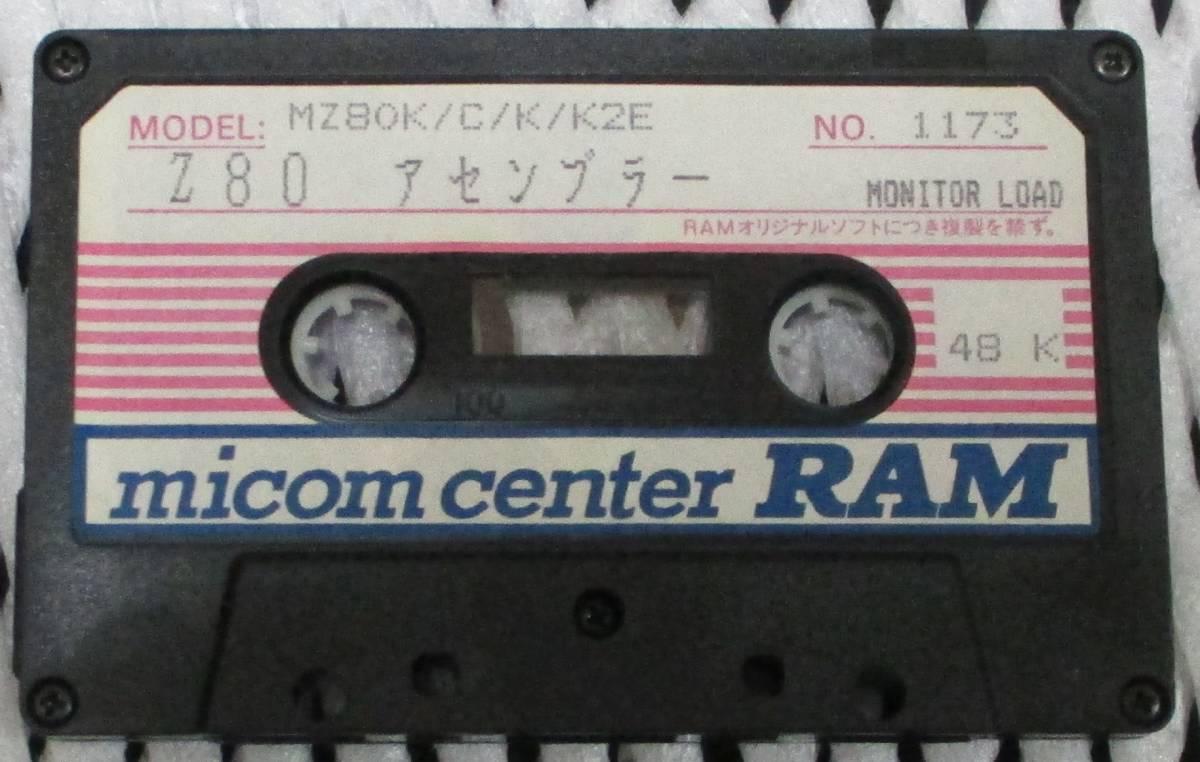 MODEL: MZ80K/C/K/K2E NO. 1173
Z80 アセンブラー
MONITOR LOAD
RAMオリジナルソフトにつき複製を禁ず。
48 K
100
micom center RAM